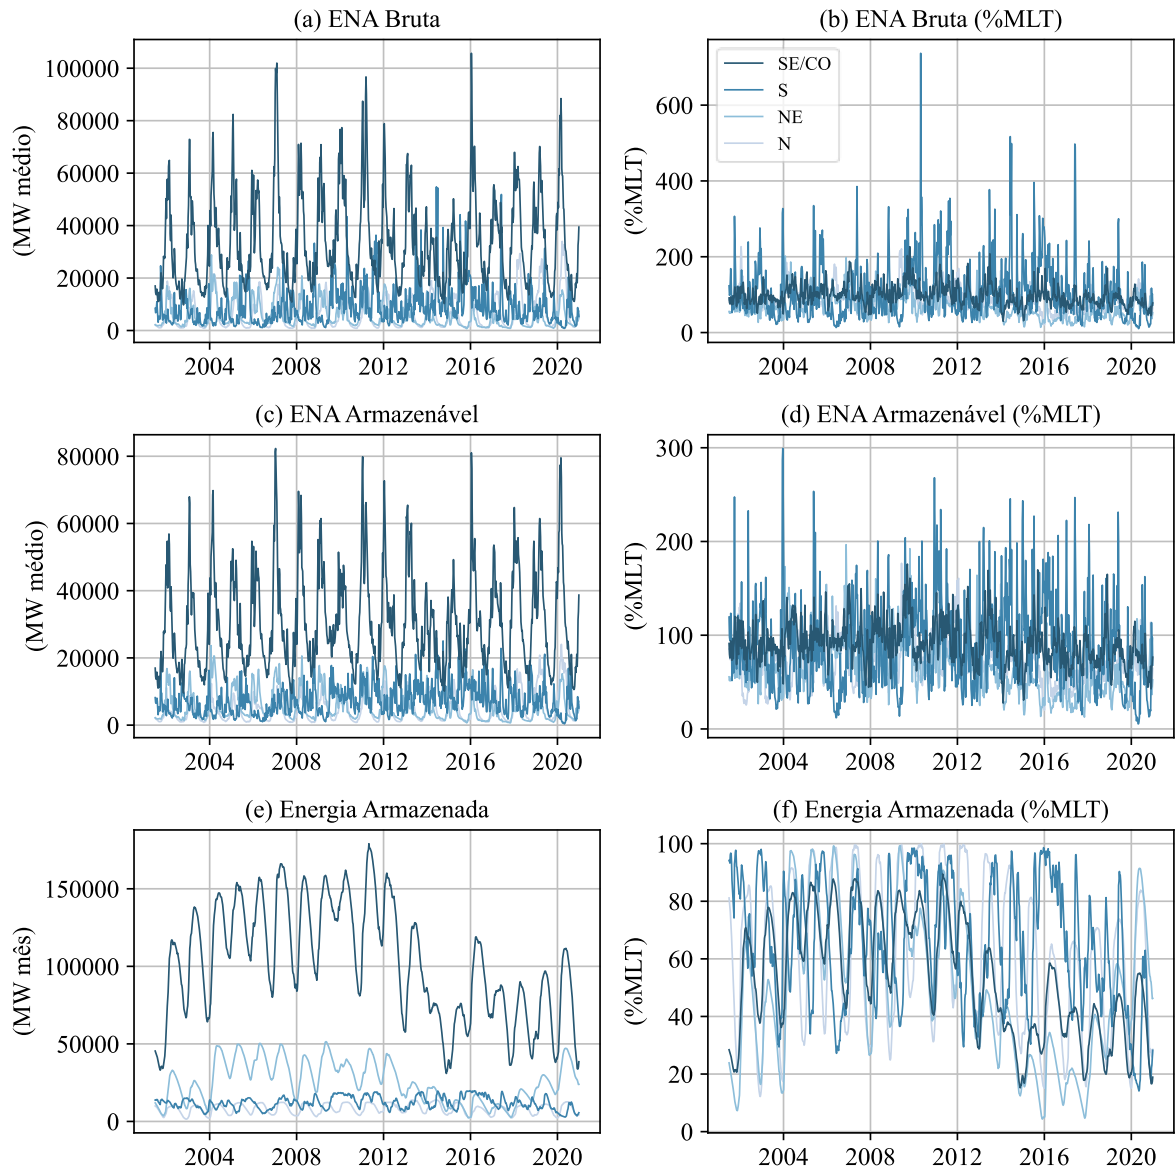 (a) ENA Bruta
(MW médio)
100000
80000
60000
40000
20000
0
2004 2008 2012 2016 2020
(b) ENA Bruta (%MLT)
(%MLT)
600
400
200
0
SE/CO
S
NE
N
2004 2008 2012 2016 2020
(c) ENA Armazenável
(MW médio)
80000
60000
40000
20000
0
2004 2008 2012 2016 2020
(d) ENA Armazenável (%MLT)
(%MLT)
300
200
100
0
2004 2008 2012 2016 2020
(e) Energia Armazenada
(MW mês)
150000
100000
50000
0
2004 2008 2012 2016 2020
(f) Energia Armazenada (%MLT)
(%MLT)
100
80
60
40
20
0
2004 2008 2012 2016 2020